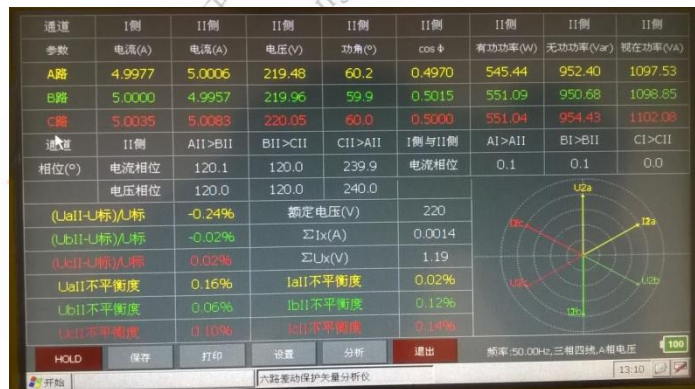 通道 I侧 II侧 II侧 II侧 II侧 II侧 II侧 II侧
参数 电流(A) 电流(A) 电压(V) 功角(°) cos Φ 有功功率(W) 无功功率(Var) 视在功率(VA)
A路 4.9977 5.0006 219.48 60.2 0.4970 545.44 952.40 1097.53
B路 5.0000 4.9957 219.96 59.9 0.5015 551.09 950.68 1098.85
C路 5.0035 5.0083 220.05 60.0 0.5000 551.04 954.43 1102.08
通道 II侧 AII>BII BII>CII CII>AII I侧与II侧 AI>AII BI>BII CI>CII
相位(°) 电流相位 120.1 120.0 239.9 电流相位 0.1 0.1 0.0
电压相位 120.0 120.0 240.0
(UaII-U标)/U标 -0.24% 额定电压(V) 220
(UbII-U标)/U标 -0.02% ΣIx(A) 0.0014
(UcII-U标)/U标 0.02% ΣUx(V) 1.19
UaII不平衡度 0.16% IaII不平衡度 0.02%
UbII不平衡度 0.06% IbII不平衡度 0.12%
UcII不平衡度 0.10% IcII不平衡度 0.14%
U2a
I2a
I2c
U2c
U2b
I2b
HOLD 保存 打印 设置 分析 退出 频率:50.00Hz,三相四线,A相电压 100
开始 六路差动保护矢量分析仪 13:10